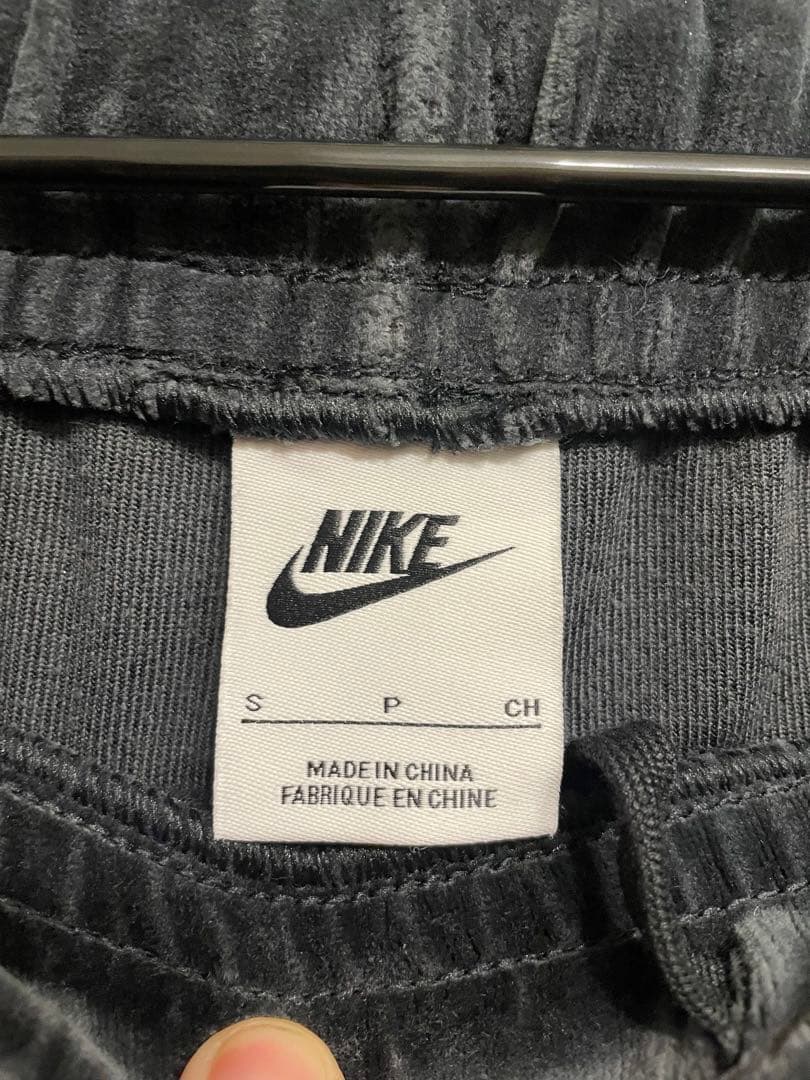 NIKE
S P CH
MADE IN CHINA
FABRIQUE EN CHINE